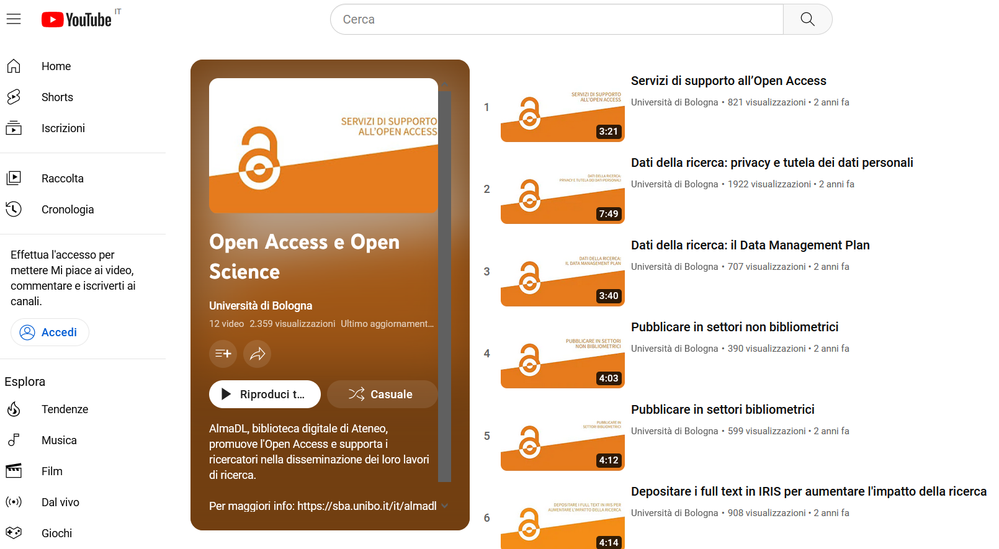 YouTube IT
Cerca
Home
Shorts
Iscrizioni
Raccolta
Cronologia
Effettua l'accesso per
mettere Mi piace ai video,
commentare e iscriverti ai
canali.
Accedi
Esplora
Tendenze
Musica
Film
Dal vivo
Giochi
SERVIZI DI SUPPORTO
ALL'OPEN ACCESS
Open Access e Open
Science
Università di Bologna
12 video 2.359 visualizzazioni Ultimo aggiornament...
Riproduci t...
Casuale
AlmaDL, biblioteca digitale di Ateneo,
promuove l'Open Access e supporta i
ricercatori nella disseminazione dei loro lavori
di ricerca.
Per maggiori info: https://sba.unibo.it/it/almadl
1
SERVIZI DI SUPPORTO
ALL'OPEN ACCESS
3:21
Servizi di supporto all’Open Access
Università di Bologna • 821 visualizzazioni • 2 anni fa
2
DATI DELLA RICERCA:
PRIVACY E TUTELA DEI DATI PERSONALI
7:49
Dati della ricerca: privacy e tutela dei dati personali
Università di Bologna • 1922 visualizzazioni • 2 anni fa
3
DATI DELLA RICERCA:
IL DATA MANAGEMENT PLAN
3:40
Dati della ricerca: il Data Management Plan
Università di Bologna • 707 visualizzazioni • 2 anni fa
4
PUBBLICARE IN SETTORI
NON BIBLIOMETRICI
4:03
Pubblicare in settori non bibliometrici
Università di Bologna • 390 visualizzazioni • 2 anni fa
5
PUBBLICARE IN
SETTORI BIBLIOMETRICI
4:12
Pubblicare in settori bibliometrici
Università di Bologna • 599 visualizzazioni • 2 anni fa
6
DEPOSITARE I FULL TEXT IN IRIS PER
AUMENTARE L'IMPATTO DELLA RICERCA
4:14
Depositare i full text in IRIS per aumentare l'impatto della ricerca
Università di Bologna • 908 visualizzazioni • 2 anni fa